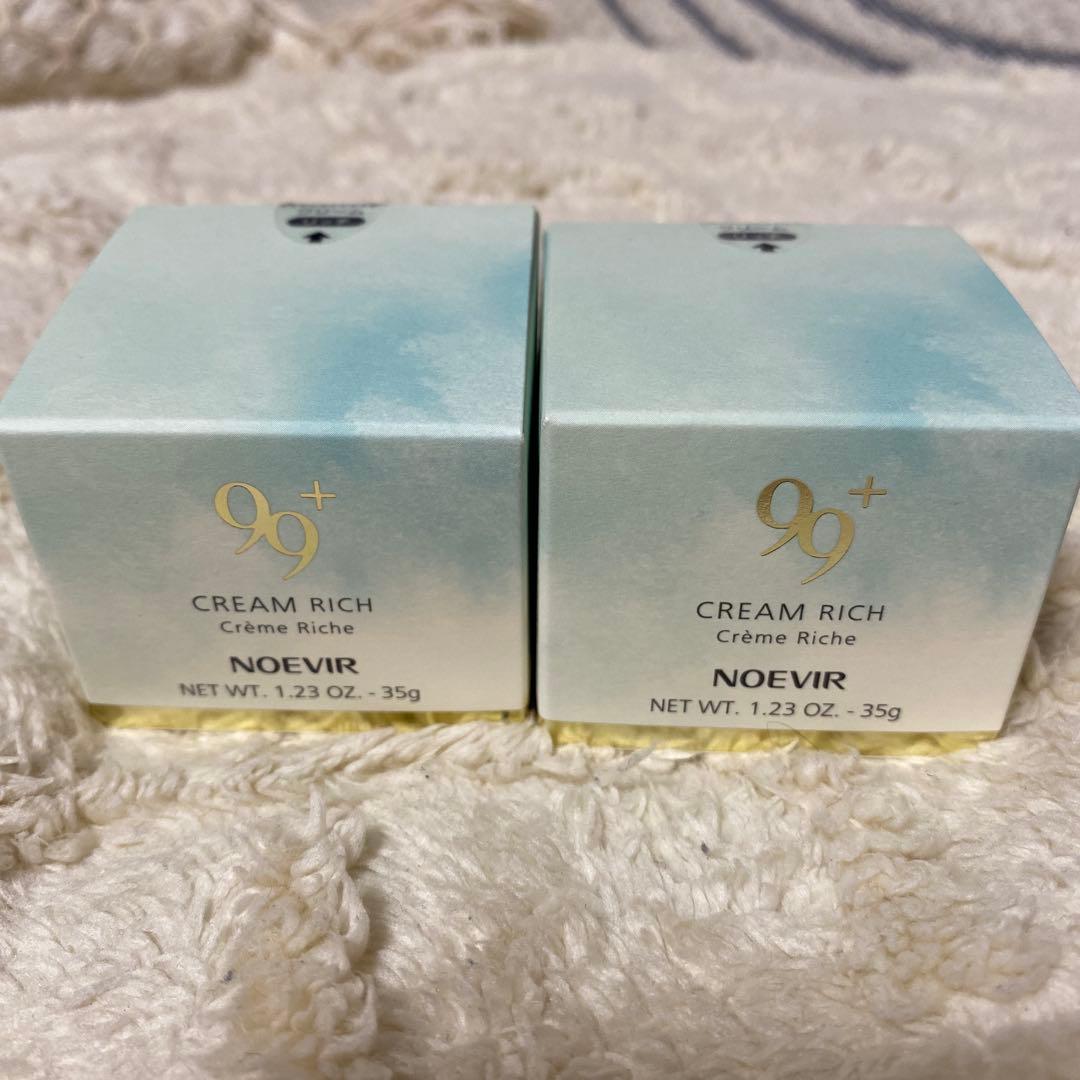 99+
CREAM RICH
Crème Riche
NOEVIR
NET WT. 1.23 OZ. - 35g
99+
CREAM RICH
Crème Riche
NOEVIR
NET WT. 1.23 OZ. - 35g